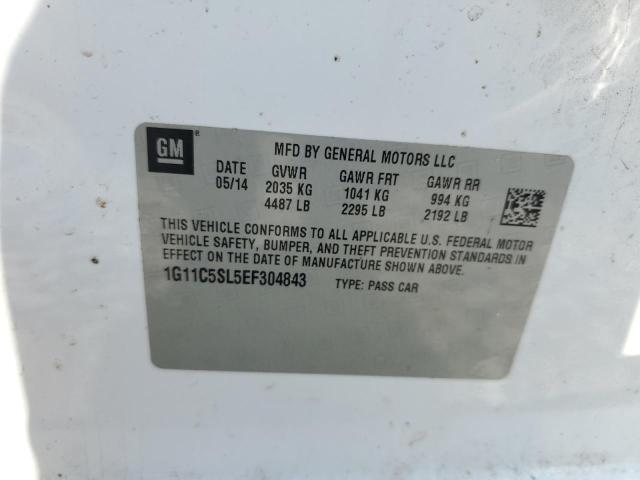 GM ®
MFD BY GENERAL MOTORS LLC
DATE GVWR GAWR FRT GAWR RR
05/14 2035 KG 1041 KG 994 KG
4487 LB 2295 LB 2192 LB
THIS VEHICLE CONFORMS TO ALL APPLICABLE U.S. FEDERAL MOTOR
VEHICLE SAFETY, BUMPER, AND THEFT PREVENTION STANDARDS IN
EFFECT ON THE DATE OF MANUFACTURE SHOWN ABOVE.
1G11C5SL5EF304843 TYPE: PASS CAR